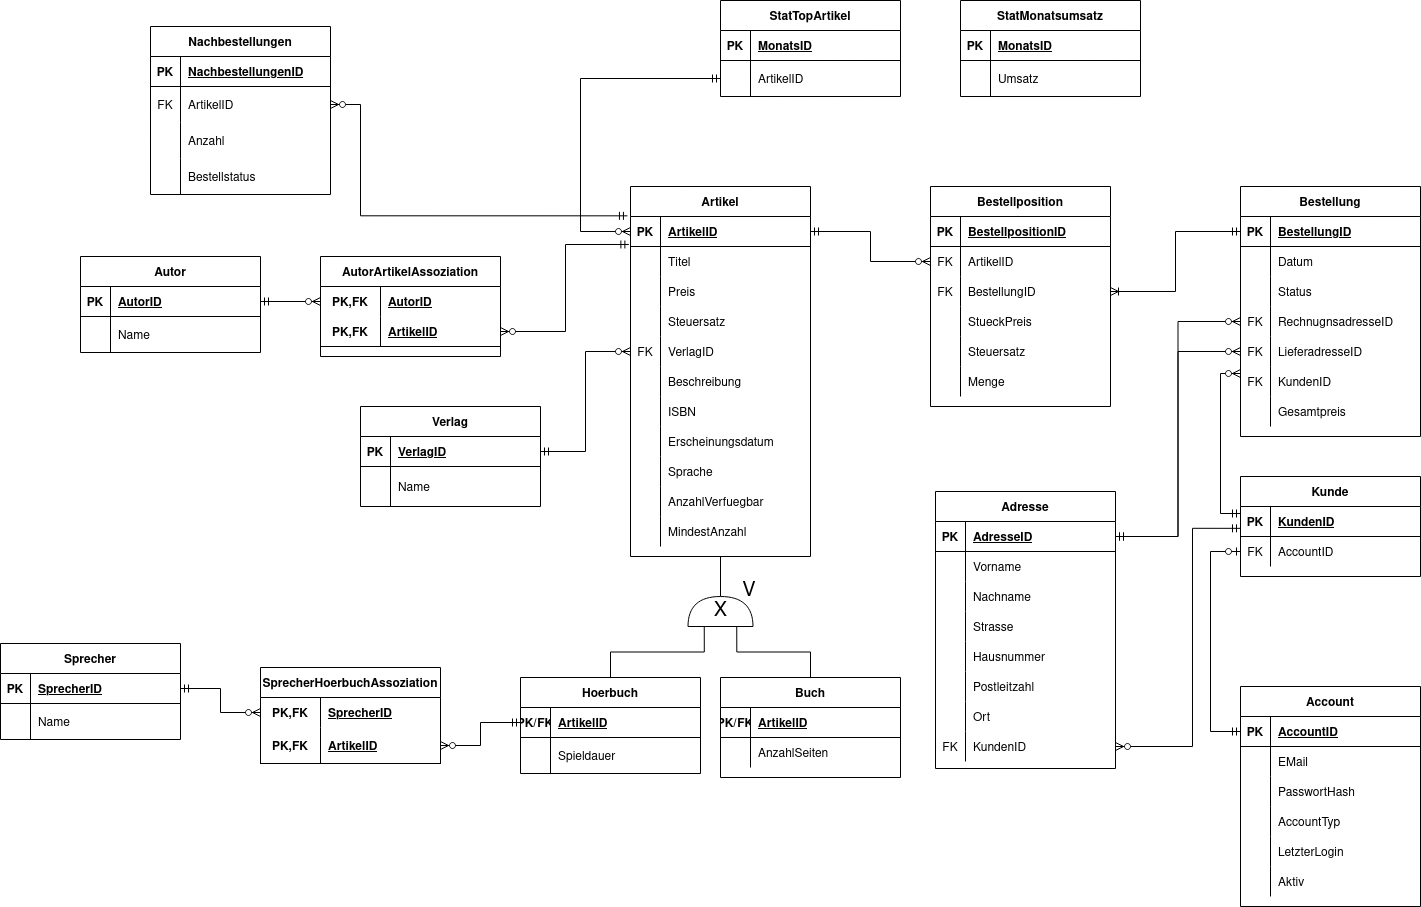 StatTopArtikel
PK MonatsID
ArtikelID
StatMonatsumsatz
PK MonatsID
Umsatz
Nachbestellungen
PK NachbestellungenID
FK ArtikelID
Anzahl
Bestellstatus
Artikel
PK ArtikelID
Titel
Preis
Steuersatz
FK VerlagID
Beschreibung
ISBN
Erscheinungsdatum
Sprache
AnzahlVerfuegbar
MindestAnzahl
Bestellposition
PK BestellpositionID
FK ArtikelID
FK BestellungID
StueckPreis
Steuersatz
Menge
Bestellung
PK BestellungID
Datum
Status
FK RechnugnsadresseID
FK LieferadresseID
FK KundenID
Gesamtpreis
Autor
PK AutorID
Name
AutorArtikelAssoziation
PK,FK AutorID
PK,FK ArtikelID
Verlag
PK VerlagID
Name
Adresse
PK AdresseID
Vorname
Nachname
Strasse
Hausnummer
Postleitzahl
Ort
FK KundenID
Kunde
PK KundenID
FK AccountID
V
X
Sprecher
PK SprecherID
Name
SprecherHoerbuchAssoziation
PK,FK SprecherID
PK,FK ArtikelID
Hoerbuch
PK/FK ArtikelID
Spieldauer
Buch
PK/FK ArtikelID
AnzahlSeiten
Account
PK AccountID
EMail
PasswortHash
AccountTyp
LetzterLogin
Aktiv